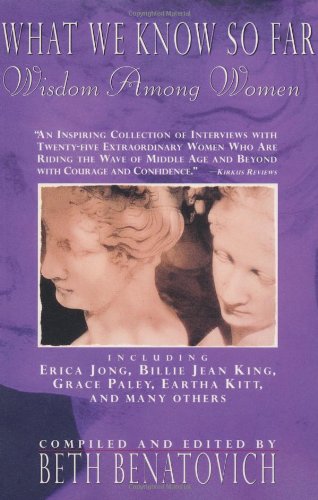 WHAT WE KNOW SO FAR
Wisdom Among Women
"AN INSPIRING COLLECTION OF INTERVIEWS WITH
TWENTY-FIVE EXTRAORDINARY WOMEN WHO ARE
RIDING THE WAVE OF MIDDLE AGE AND BEYOND
WITH COURAGE AND CONFIDENCE." —KIRKUS REVIEWS
INCLUDING
ERICA JONG, BILLIE JEAN KING,
GRACE PALEY, EARTHA KITT,
AND MANY OTHERS
COMPILED AND EDITED BY
BETH BENATOVICH